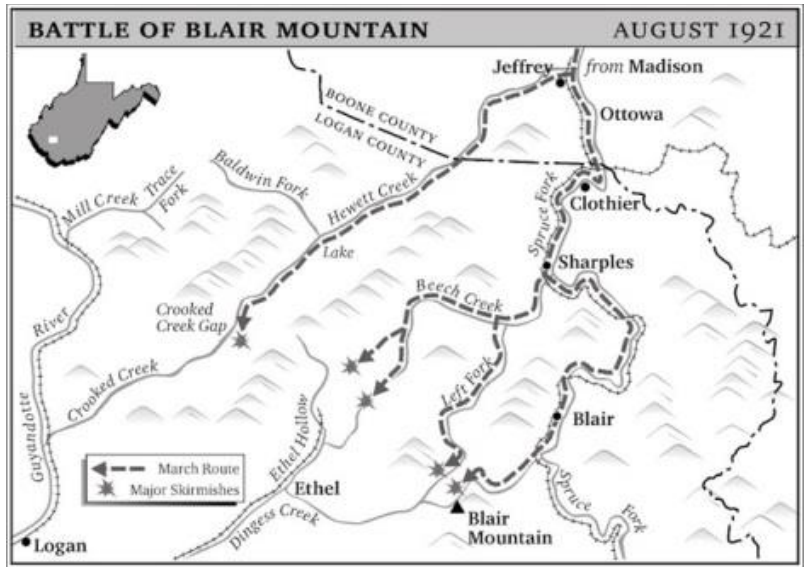 BATTLE OF BLAIR MOUNTAIN
AUGUST 1921
Jeffrey
from Madison
Ottowa
BOONE COUNTY
LOGAN COUNTY
Baldwin Fork
Hewett Creek
Mill Creek
Trace
Fork
Clothier
Spruce Fork
Lake
Sharples
Beech Creek
Crooked
Creek Gap
River
Crooked Creek
Left Fork
Guyandotte
Ethel Hollow
Blair
March Route
Major Skirmishes
Ethel
Spruce
Fork
Dingess Creek
Blair
Mountain
Logan